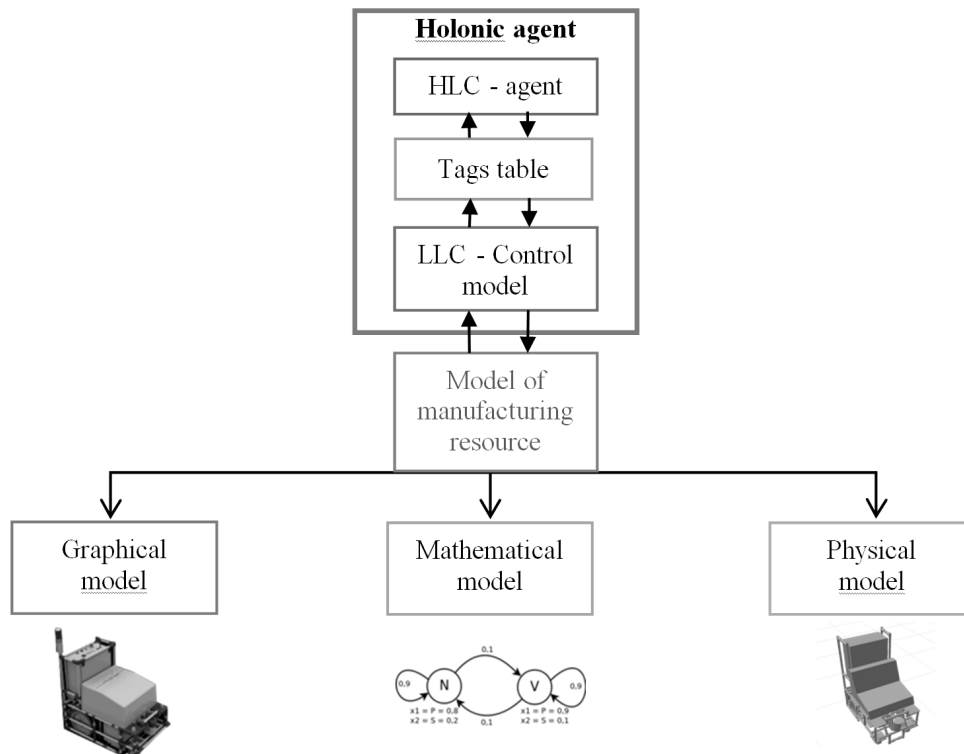 Holonic agent
HLC - agent
Tags table
LLC - Control
model
Model of
manufacturing
resource
Graphical
model
Mathematical
model
Physical
model
0,1
0,9
N
V
0,9
x1 = P = 0,8
x2 = S = 0,2
0,1
x1 = P = 0,9
x2 = S = 0,1